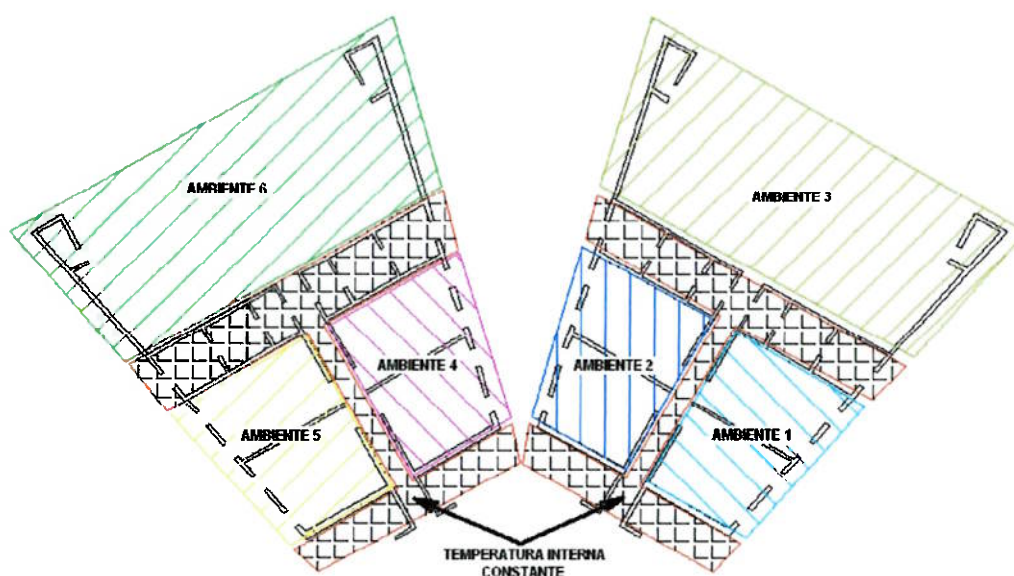 AMBIENTE 6
AMBIENTE 3
AMBIENTE 4
AMBIENTE 2
AMBIENTE 5
AMBIENTE 1
TEMPERATURA INTERNA
CONSTANTE